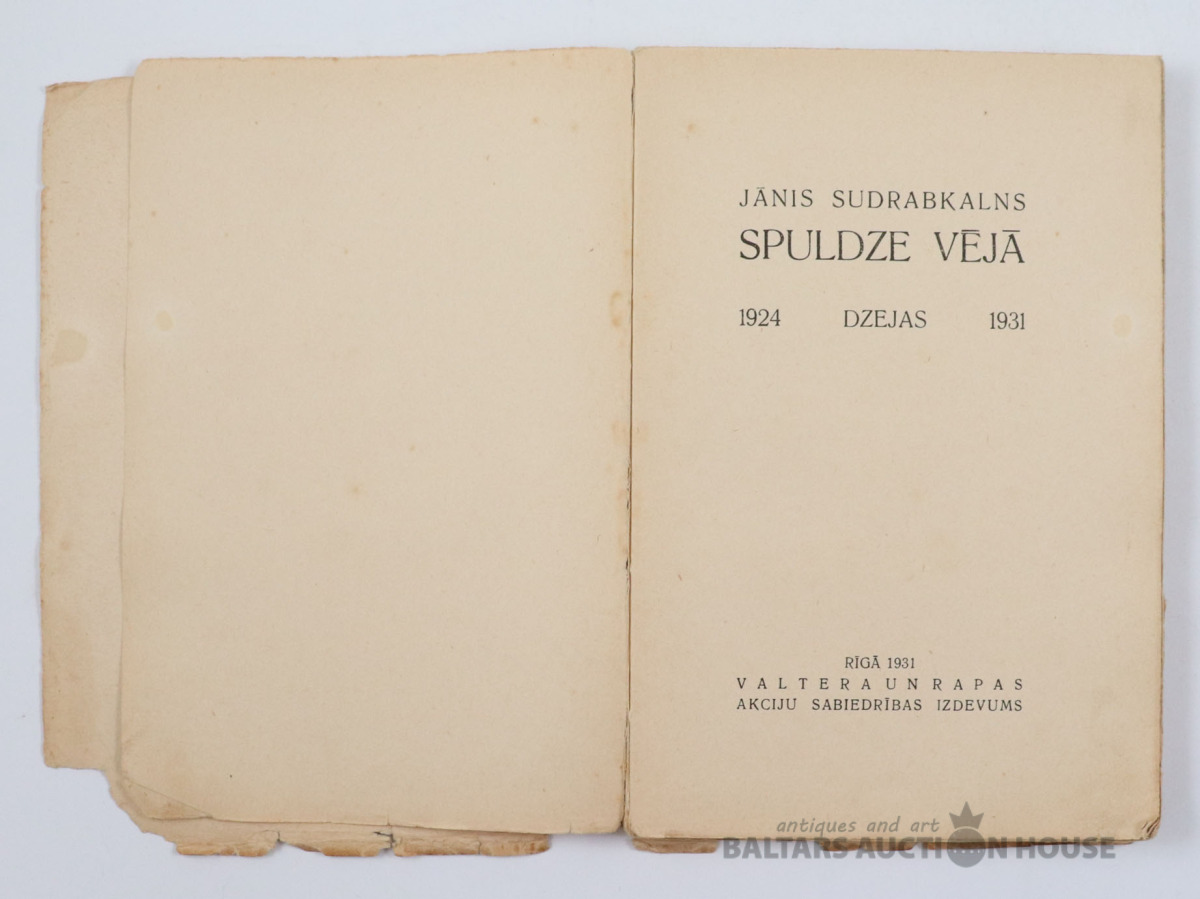 JĀNIS SUDRABKALNS
SPULDZE VĒJĀ
1924 DZEJAS 1931
RĪGĀ 1931
VALTERA UN RAPAS
AKCIJU SABIEDRĪBAS IZDEVUMS
antiques and art
BALTARS AUCTION HOUSE